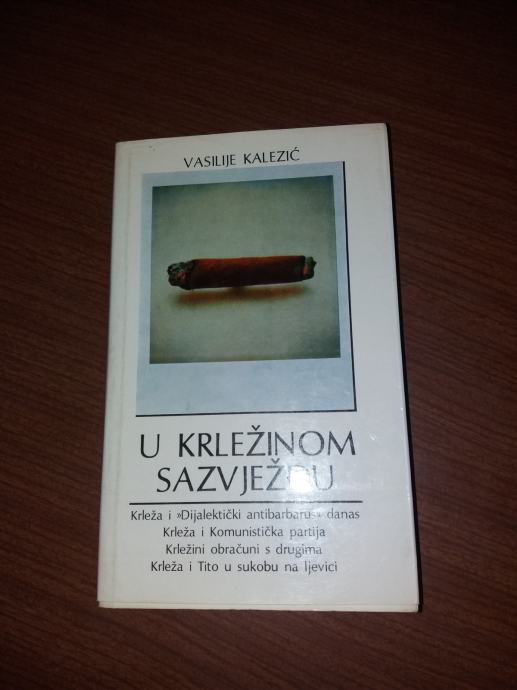 VASILIJE KALEZIĆ
U KRLEŽINOM
SAZVJEŽĐU
Krleža i »Dijalektički antibarbarus« danas
Krleža i Komunistička partija
Krležini obračuni s drugima
Krleža i Tito u sukobu na ljevici